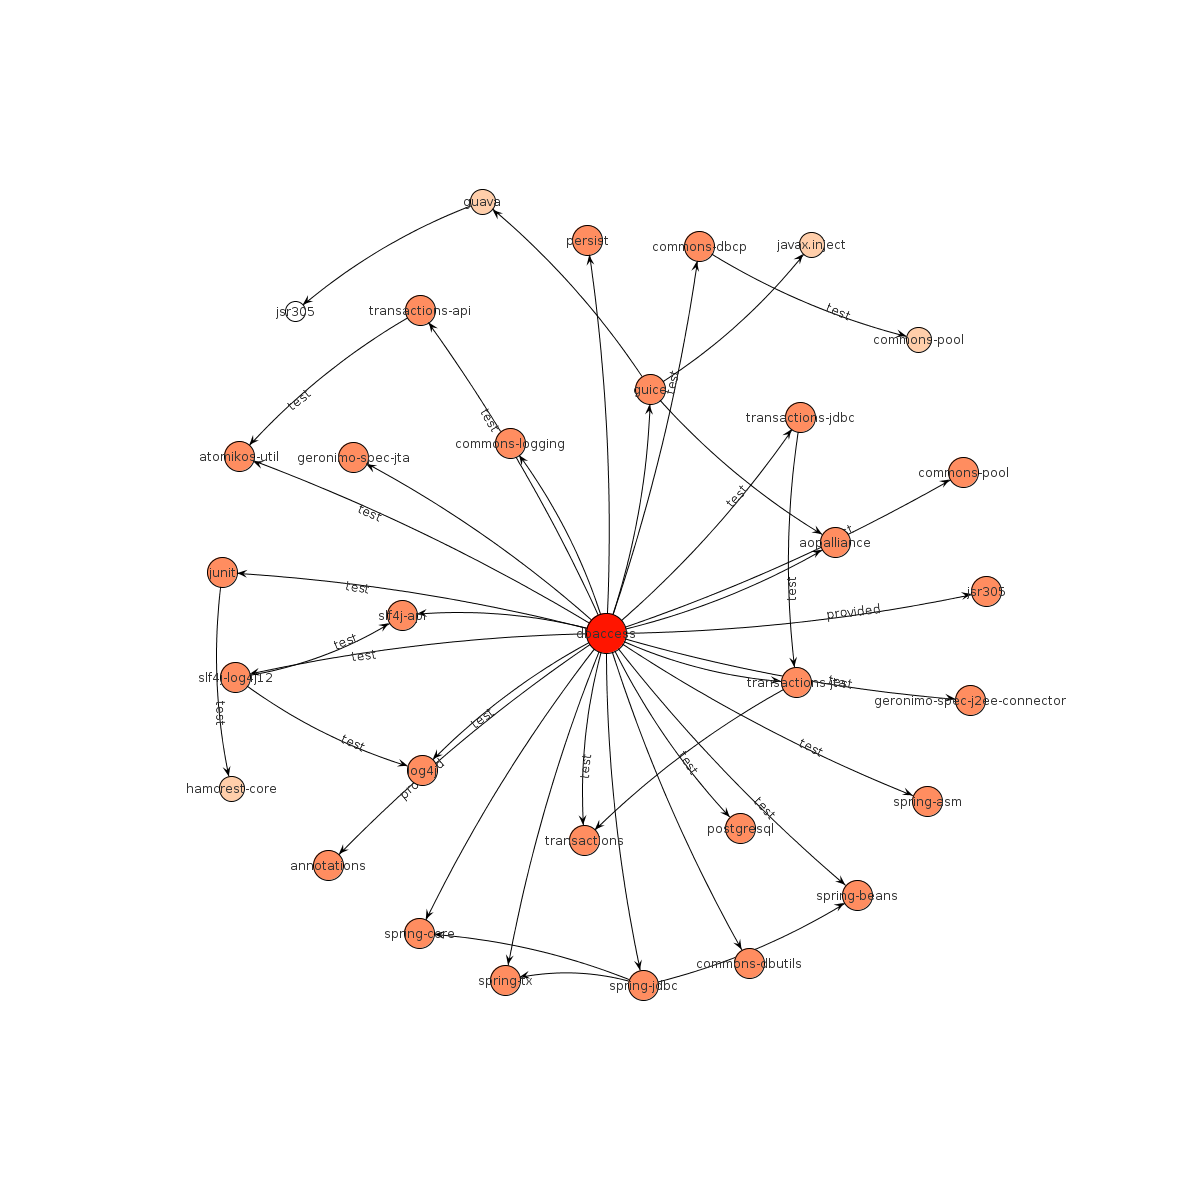 guava
persist
commons-dbcp
javax.inject
jsr305
transactions-api
test
commons-pool
test
guice
test
transactions-jdbc
test
commons-logging
atomikos-util
geronimo-spec-jta
commons-pool
test
test
aopalliance
junit
test
test
jsr305
provided
slf4j-api
dbaccess
test
test
slf4j-log4j12
transactions-jta
test
geronimo-spec-j2ee-connector
test
test
test
test
test
test
log4j
hamcrest-core
spring-asm
test
postgresql
transactions
annotations
spring-beans
spring-core
commons-dbutils
spring-tx
spring-jdbc